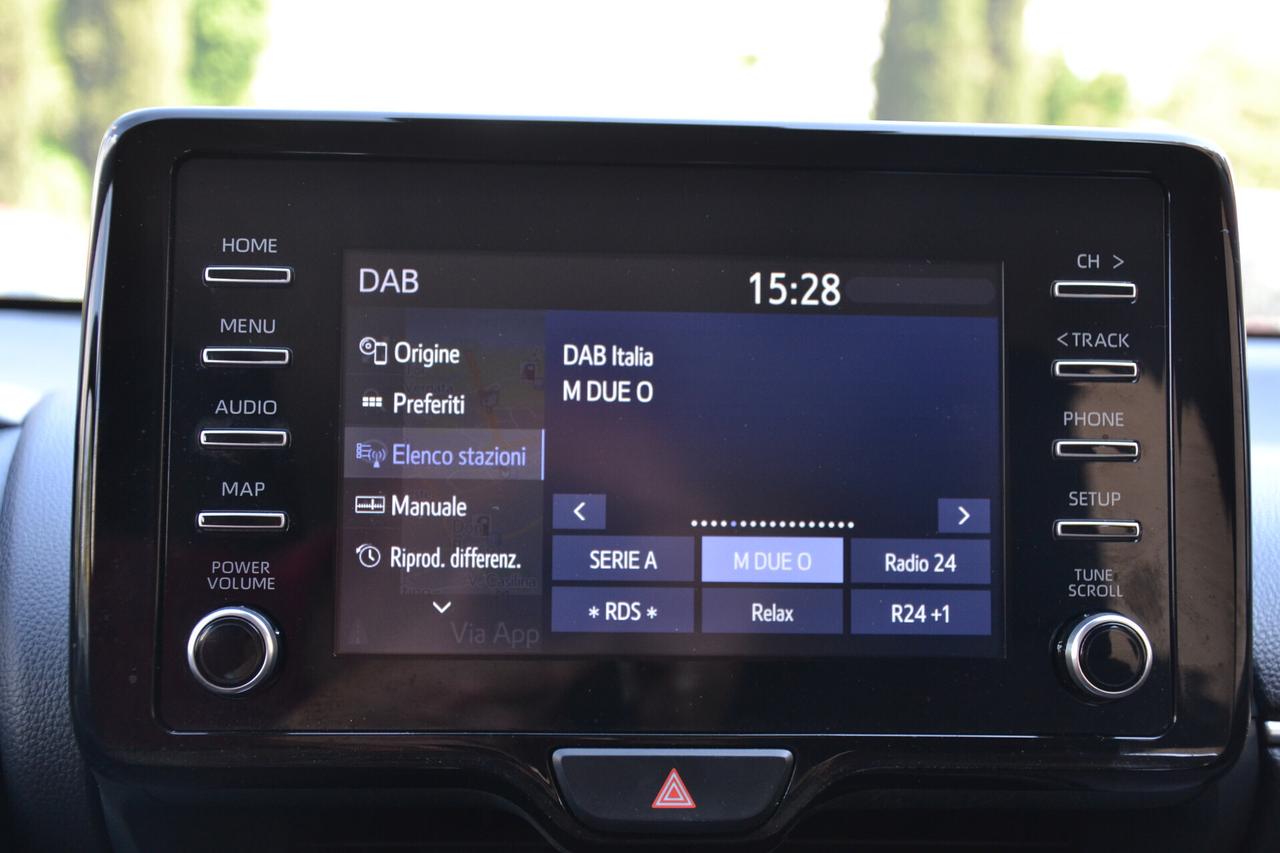 HOME
MENU
AUDIO
MAP
POWER
VOLUME
DAB
15:28
Origine
Preferiti
Elenco stazioni
Manuale
Riprod. differenz.
Via App
DAB Italia
M DUE O
SERIE A
M DUE O
Radio 24
* RDS *
Relax
R24 +1
CH >
< TRACK
PHONE
SETUP
TUNE
SCROLL